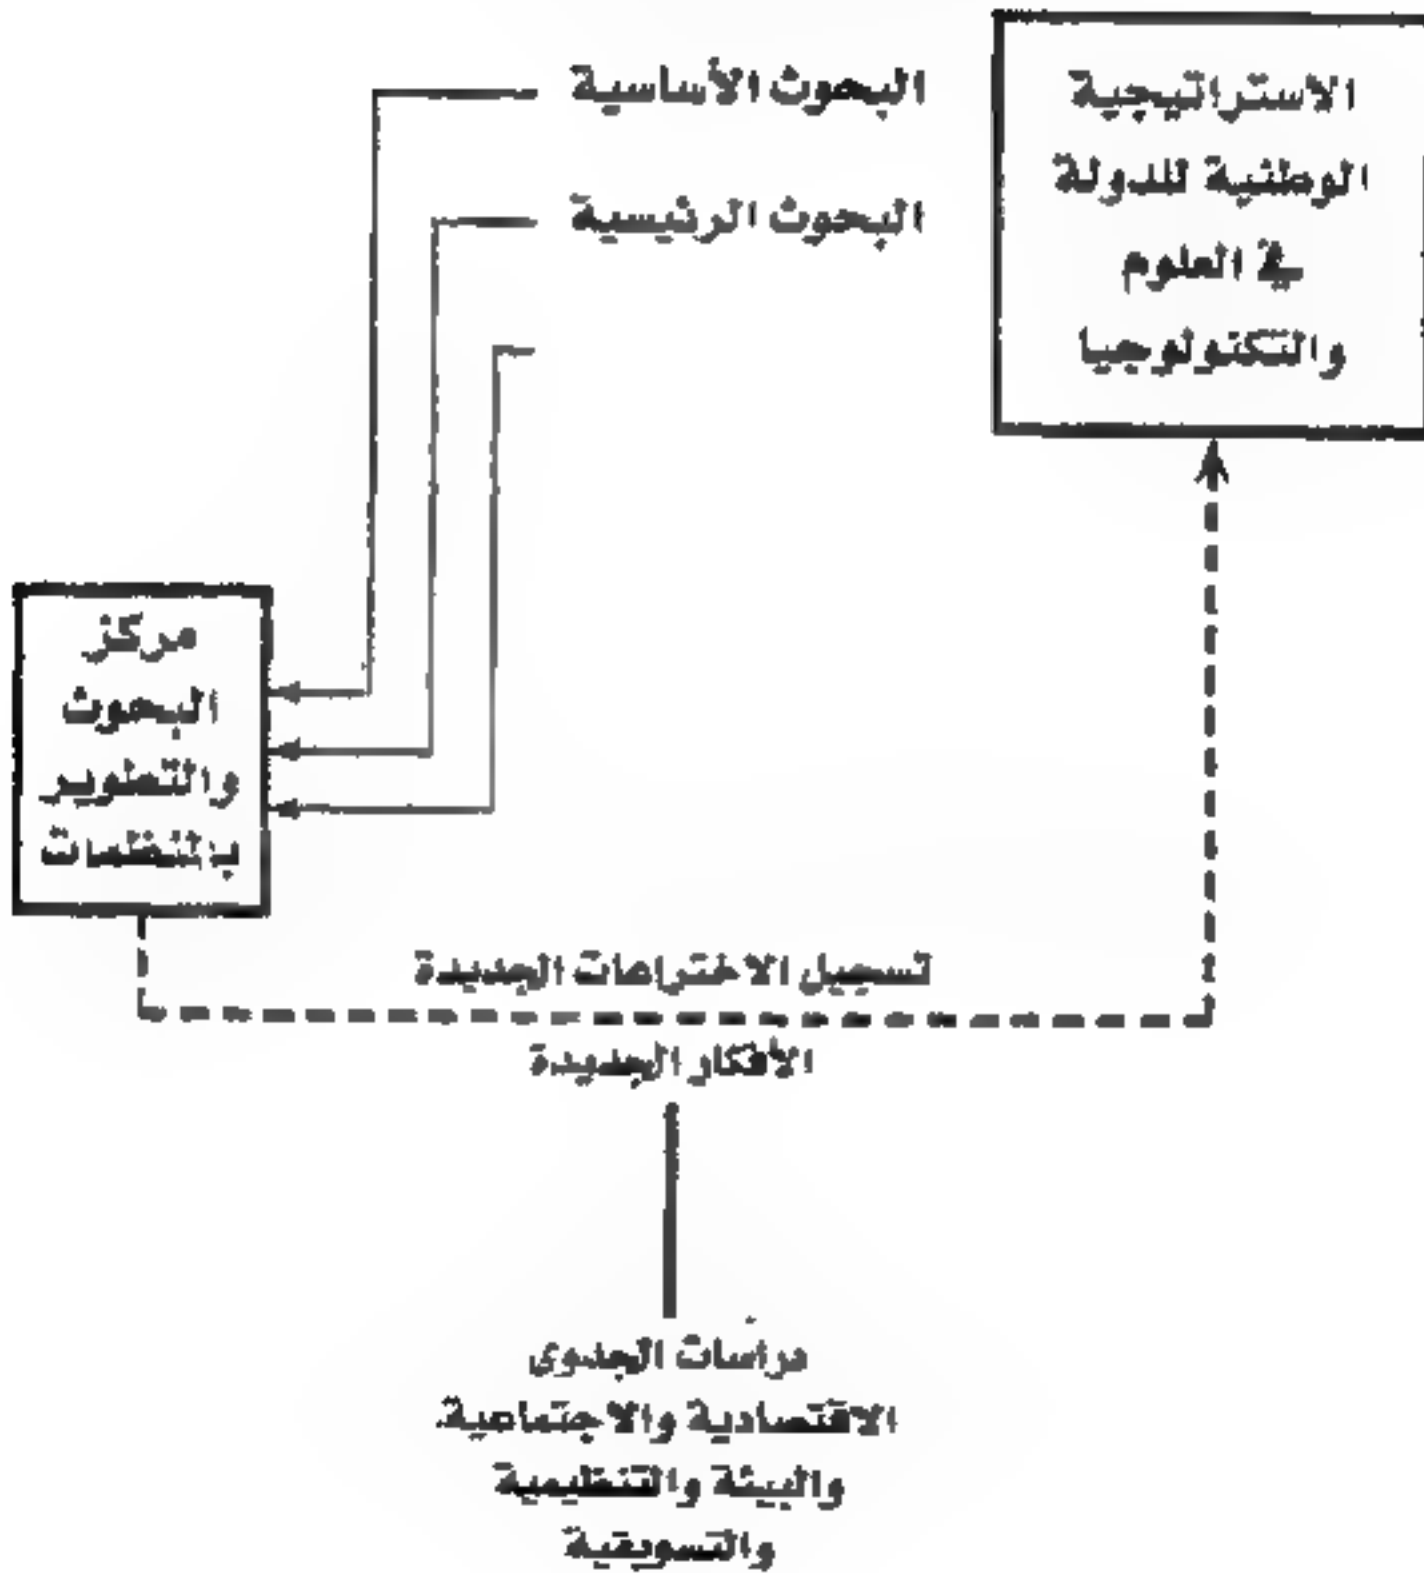 الاستراتيجية
الوطنية للدولة
في العلوم
والتكنولوجيا
البحوث الأساسية
البحوث الرئيسية
مركز
البحوث
والتطوير
بالمنظمات
تسجيل الاختراعات الجديدة
الأفكار الجديدة
دراسات الجدوى
الاقتصادية والاجتماعية
والبيئة والتنظيمية
والتسويقية